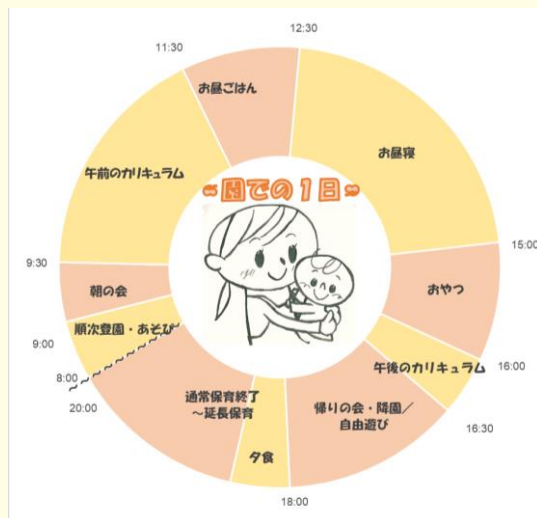 12:30
11:30
お昼ごはん
お昼寝
午前のカリキュラム
~園での1日~
15:00
9:30
朝の会
おやつ
順次登園・あそび
9:00
午後のカリキュラム
16:00
8:00
20:00
通常保育終了
~延長保育
帰りの会・降園/
自由遊び
16:30
夕食
18:00